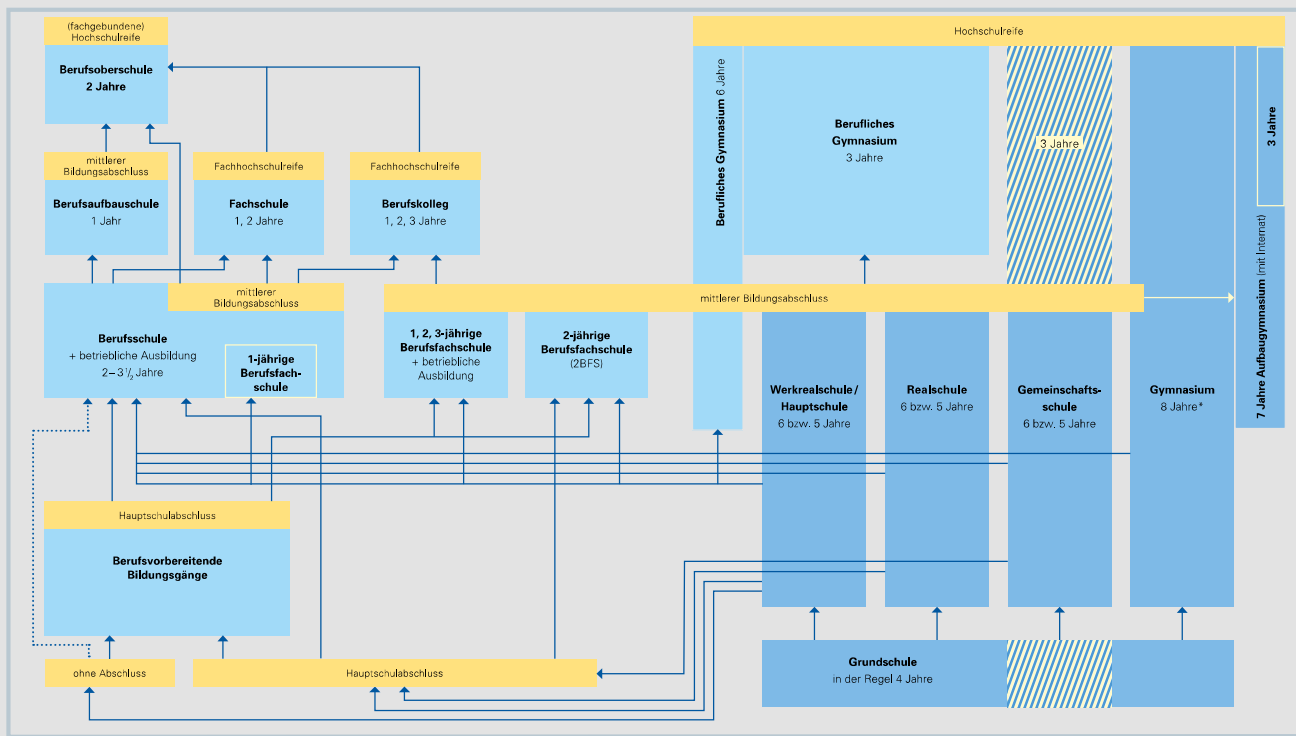 (fachgebundene)
Hochschulreife
Berufsoberschule
2 Jahre
mittlerer
Bildungsabschluss
Berufsaufbauschule
1 Jahr
Fachhochschulreife
Fachschule
1, 2 Jahre
Fachhochschulreife
Berufskolleg
1, 2, 3 Jahre
Hochschulreife
Berufliches Gymnasium 6 Jahre
Berufliches
Gymnasium
3 Jahre
3 Jahre
3 Jahre
7 Jahre Aufbaugymnasium (mit Internat)
mittlerer
Bildungsabschluss
Berufsschule
+ betriebliche Ausbildung
2 – 3 1/2 Jahre
1-jährige
Berufsfach-
schule
mittlerer Bildungsabschluss
1, 2, 3-jährige
Berufsfachschule
+ betriebliche
Ausbildung
2-jährige
Berufsfachschule
(2BFS)
Werkrealschule /
Hauptschule
6 bzw. 5 Jahre
Realschule
6 bzw. 5 Jahre
Gemeinschafts-
schule
6 bzw. 5 Jahre
Gymnasium
8 Jahre*
Hauptschulabschluss
Berufsvorbereitende
Bildungsgänge
ohne Abschluss
Hauptschulabschluss
Grundschule
in der Regel 4 Jahre